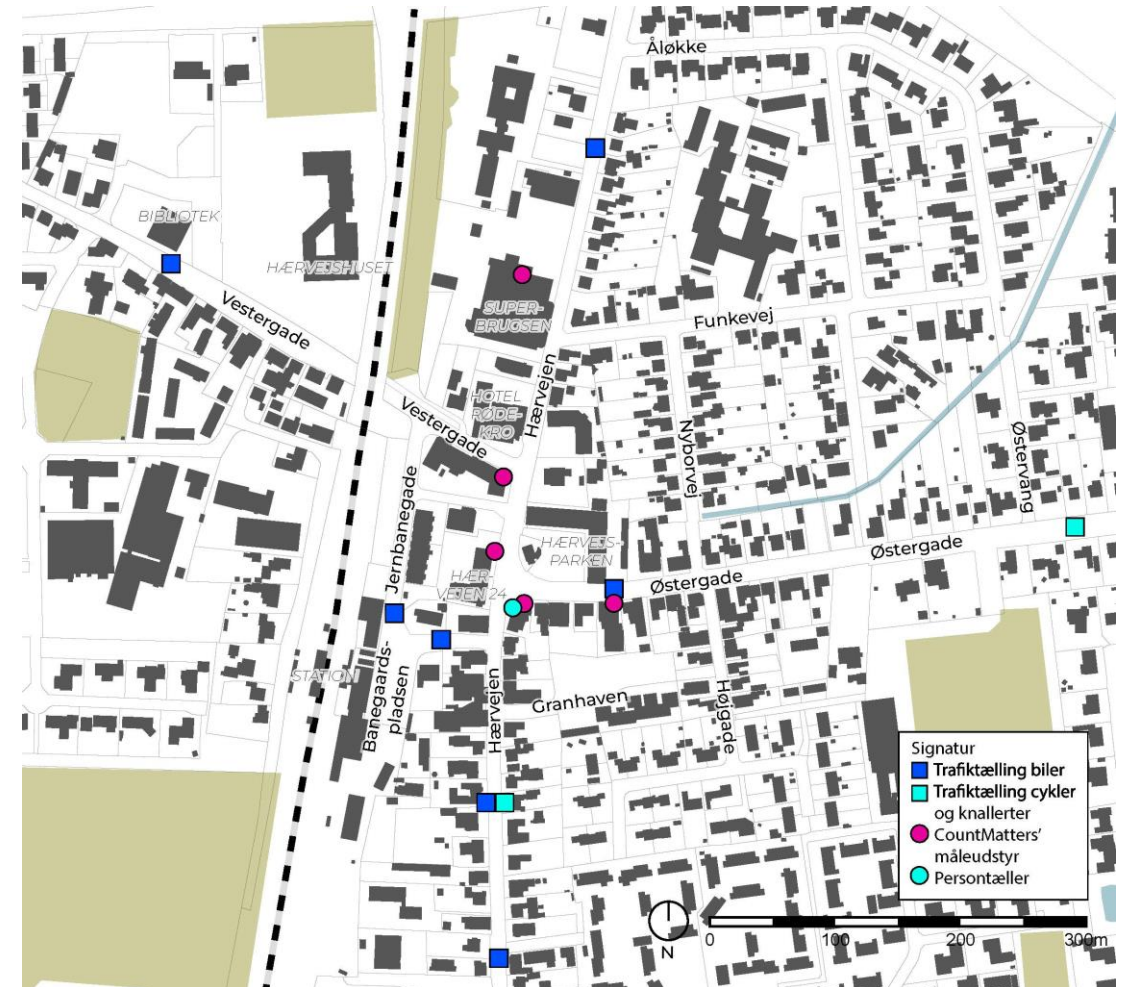 Åløkke
BIBLIOTEK
HÆRVEJSHUSET
Vestergade
SUPER-
BRUGSEN
Funkevej
Hærvejen
HOTEL
RØDE-
KRO
Vestergade
Nyborvej
Østervang
Jernbanegade
HÆRVEJS-
PARKEN
Østergade
Østergade
HÆR-
VEJEN 24
STATION
Banegaards-
pladsen
Hærvejen
Granhaven
Højgade
Signatur
Trafiktælling biler
Trafiktælling cykler
og knallerter
CountMatters'
måleudstyr
Persontæller
N
0 100 200 300m